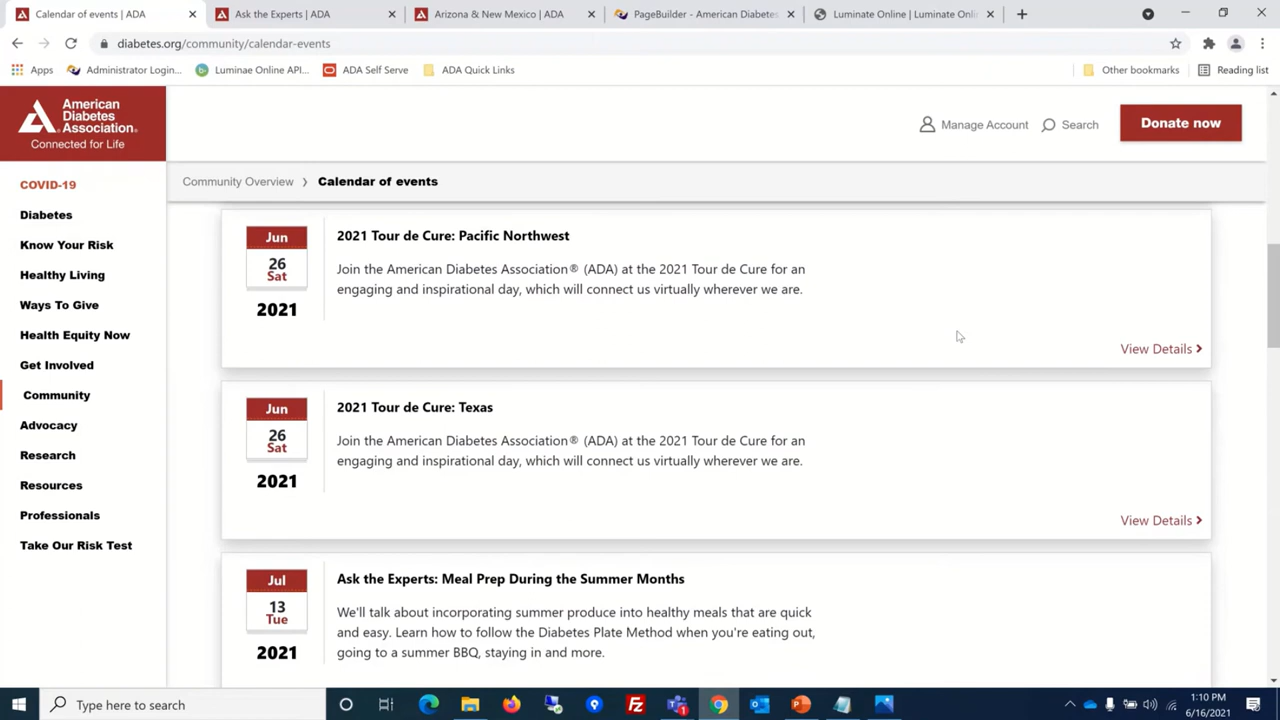 Calendar of events | ADA
Ask the Experts | ADA
Arizona & New Mexico | ADA
PageBuilder - American Diabetes
Luminate Online | Luminate Onli
diabetes.org/community/calendar-events
Apps
Administrator Login...
Luminae Online API...
ADA Self Serve
ADA Quick Links
Other bookmarks
Reading list
American
Diabetes
Association®
Connected for Life
Manage Account
Search
Donate now
Community Overview
Calendar of events
COVID-19
Diabetes
Know Your Risk
Healthy Living
Ways To Give
Health Equity Now
Get Involved
Community
Advocacy
Research
Resources
Professionals
Take Our Risk Test
Jun
26
Sat
2021
2021 Tour de Cure: Pacific Northwest
Join the American Diabetes Association® (ADA) at the 2021 Tour de Cure for an
engaging and inspirational day, which will connect us virtually wherever we are.
View Details
Jun
26
Sat
2021
2021 Tour de Cure: Texas
Join the American Diabetes Association® (ADA) at the 2021 Tour de Cure for an
engaging and inspirational day, which will connect us virtually wherever we are.
View Details
Jul
13
Tue
2021
Ask the Experts: Meal Prep During the Summer Months
We'll talk about incorporating summer produce into healthy meals that are quick
and easy. Learn how to follow the Diabetes Plate Method when you're eating out,
going to a summer BBQ, staying in and more.
Type here to search
1:10 PM
6/16/2021